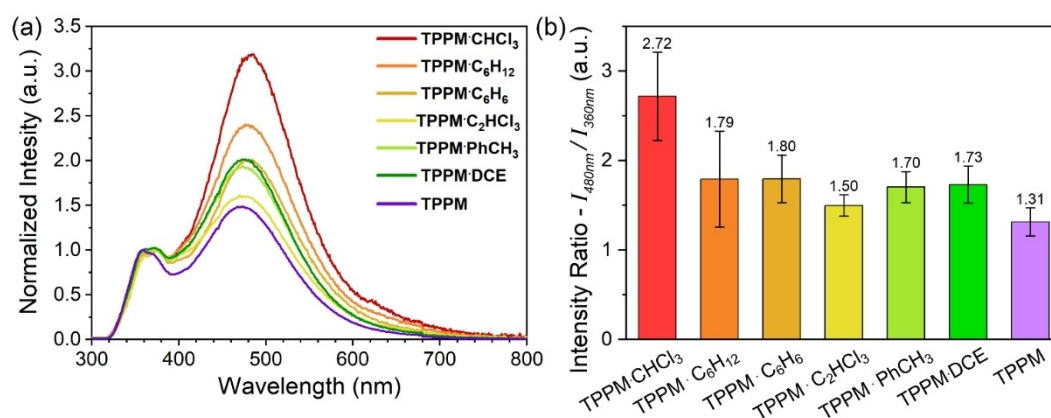 (a)
Normalized Intesity (a.u.)
3.5
3.0
2.5
2.0
1.5
1.0
0.5
0.0
300 400 500 600 700 800
Wavelength (nm)
TPPM·CHCl₃
TPPM·C₆H₁₂
TPPM·C₆H₆
TPPM·C₂HCl₃
TPPM·PhCH₃
TPPM·DCE
TPPM
(b)
Intensity Ratio - I₄₈₀ₙₘ / I₃₆₀ₙₘ (a.u.)
3
2
1
0
2.72
1.79
1.80
1.50
1.70
1.73
1.31
TPPM·CHCl₃
TPPM·C₆H₁₂
TPPM·C₆H₆
TPPM·C₂HCl₃
TPPM·PhCH₃
TPPM·DCE
TPPM